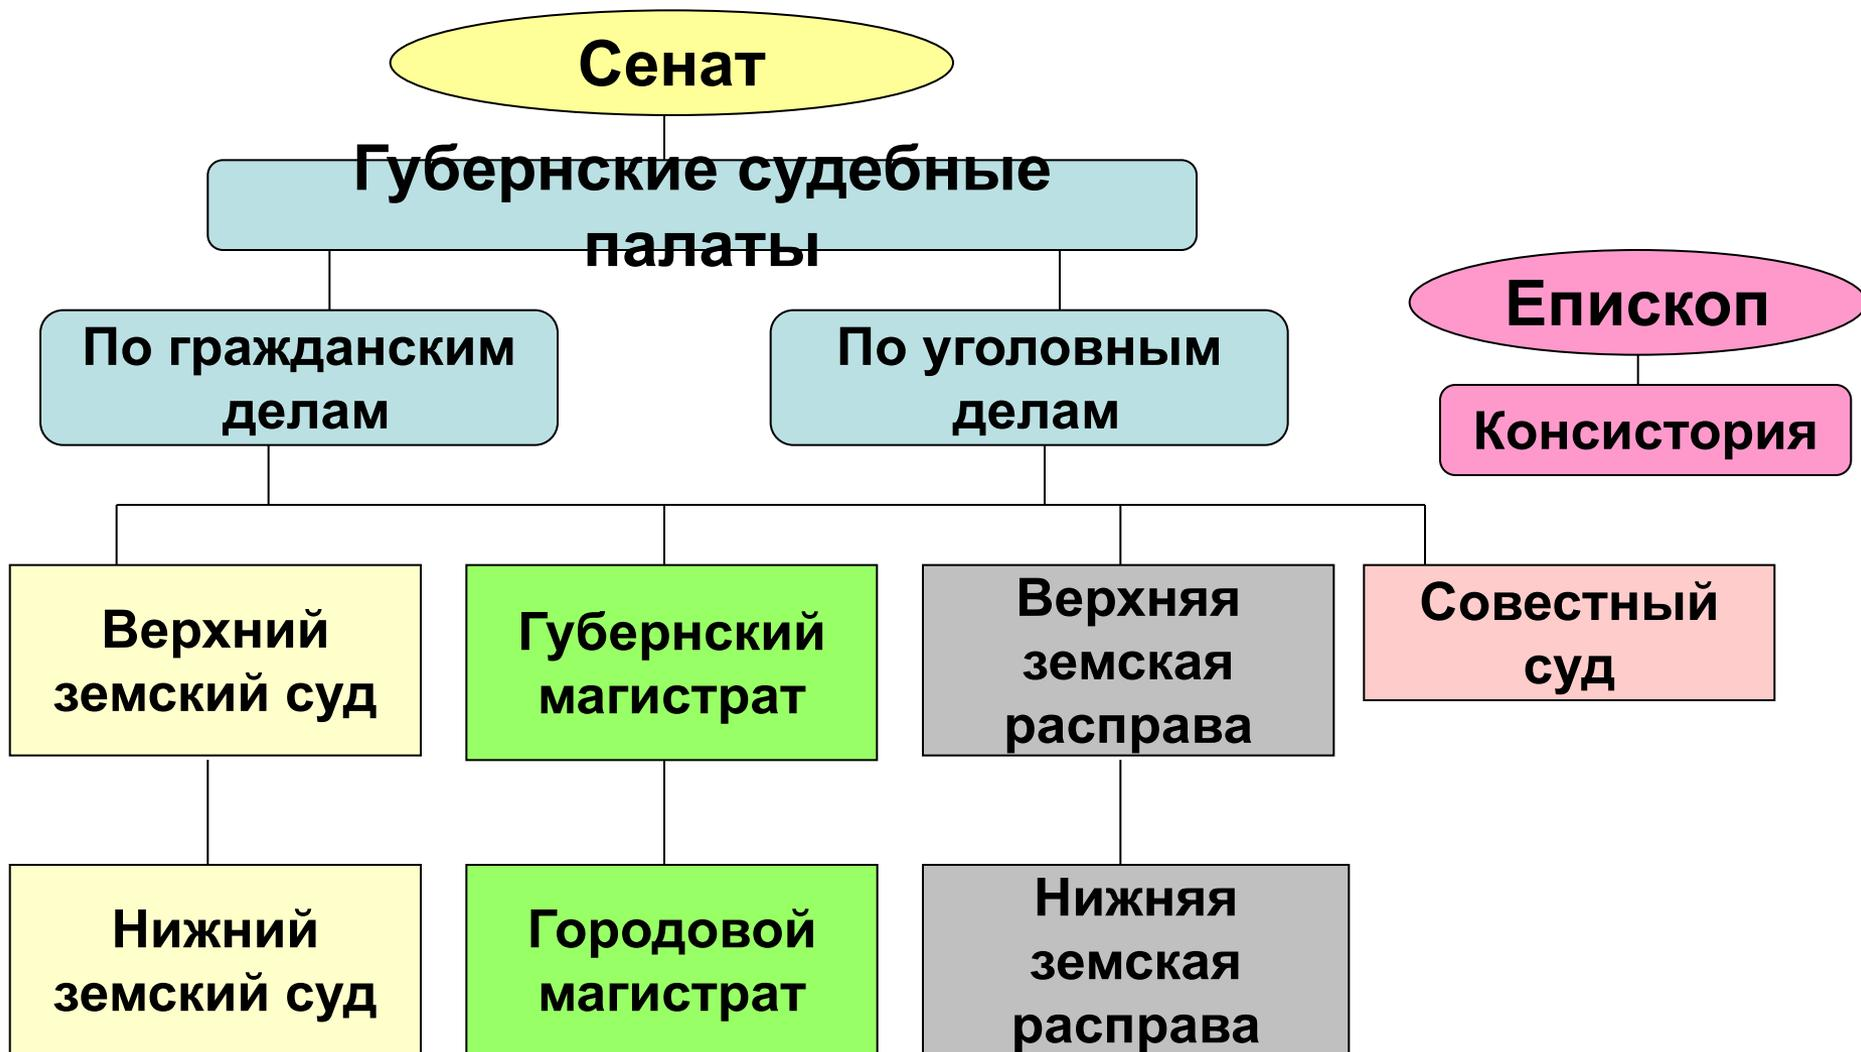 Сенат
Губернские судебные
палаты
По гражданским
делам
По уголовным
делам
Епископ
Консистория
Верхний
земский суд
Губернский
магистрат
Верхняя
земская
расправа
Совестный
суд
Нижний
земский суд
Городовой
магистрат
Нижняя
земская
расправа